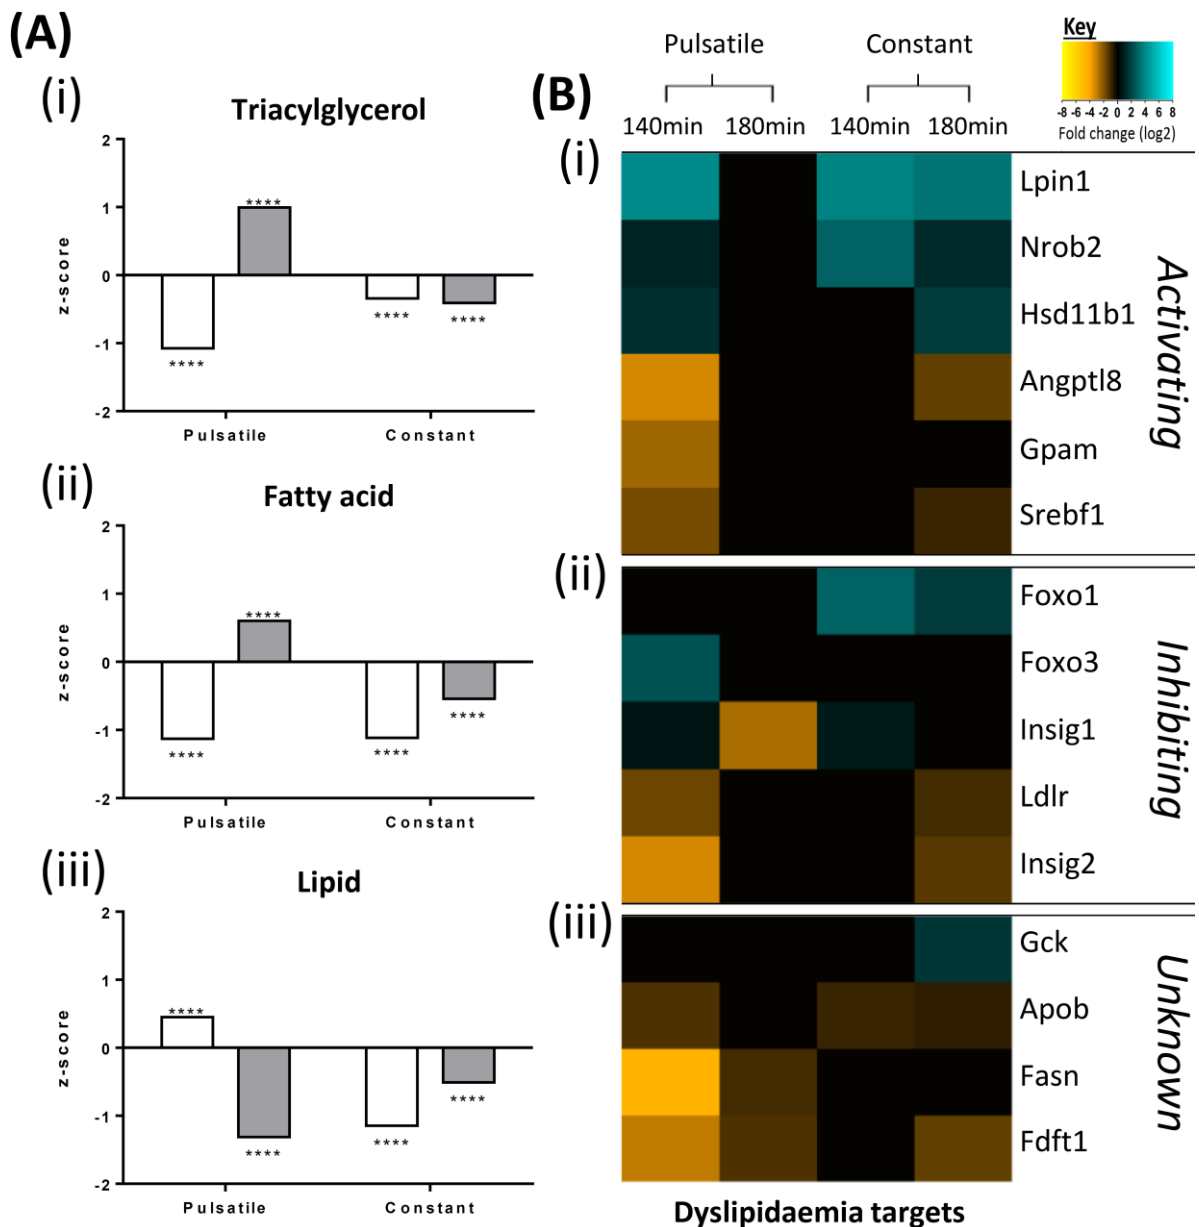 (A)
(i)
Triacylglycerol
2
1
0
-1
-2
z-score
****
****
****
****
Pulsatile
Constant
(ii)
Fatty acid
2
1
0
-1
-2
z-score
****
****
****
****
Pulsatile
Constant
(iii)
Lipid
2
1
0
-1
-2
z-score
****
****
****
****
Pulsatile
Constant
(B)
Pulsatile
Constant
140min
180min
140min
180min
Key
-8 -6 -4 -2 0 2 4 6 8
Fold change (log2)
(i)
Lpin1
Nrob2
Hsd11b1
Angptl8
Gpam
Srebf1
Activating
(ii)
Foxo1
Foxo3
Insig1
Ldlr
Insig2
Inhibiting
(iii)
Gck
Apob
Fasn
Fdft1
Unknown
Dyslipidaemia targets